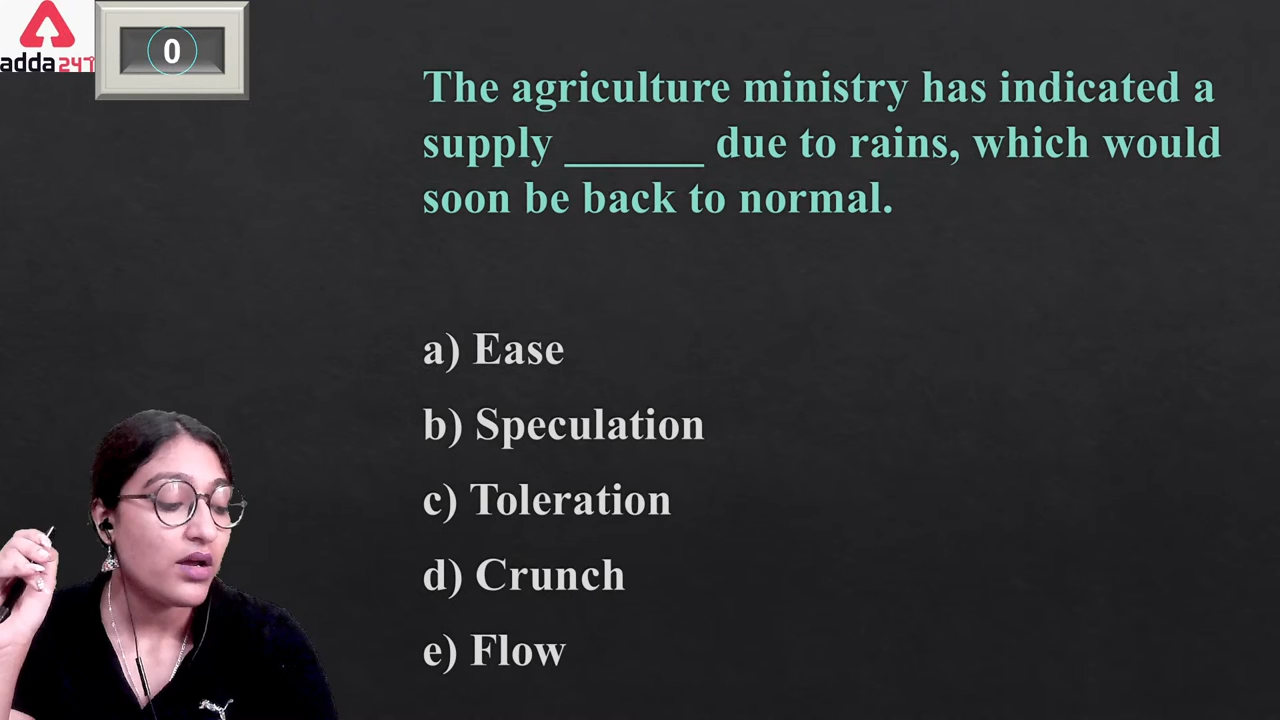 adda247
0
The agriculture ministry has indicated a
supply ______ due to rains, which would
soon be back to normal.
a) Ease
b) Speculation
c) Toleration
d) Crunch
e) Flow